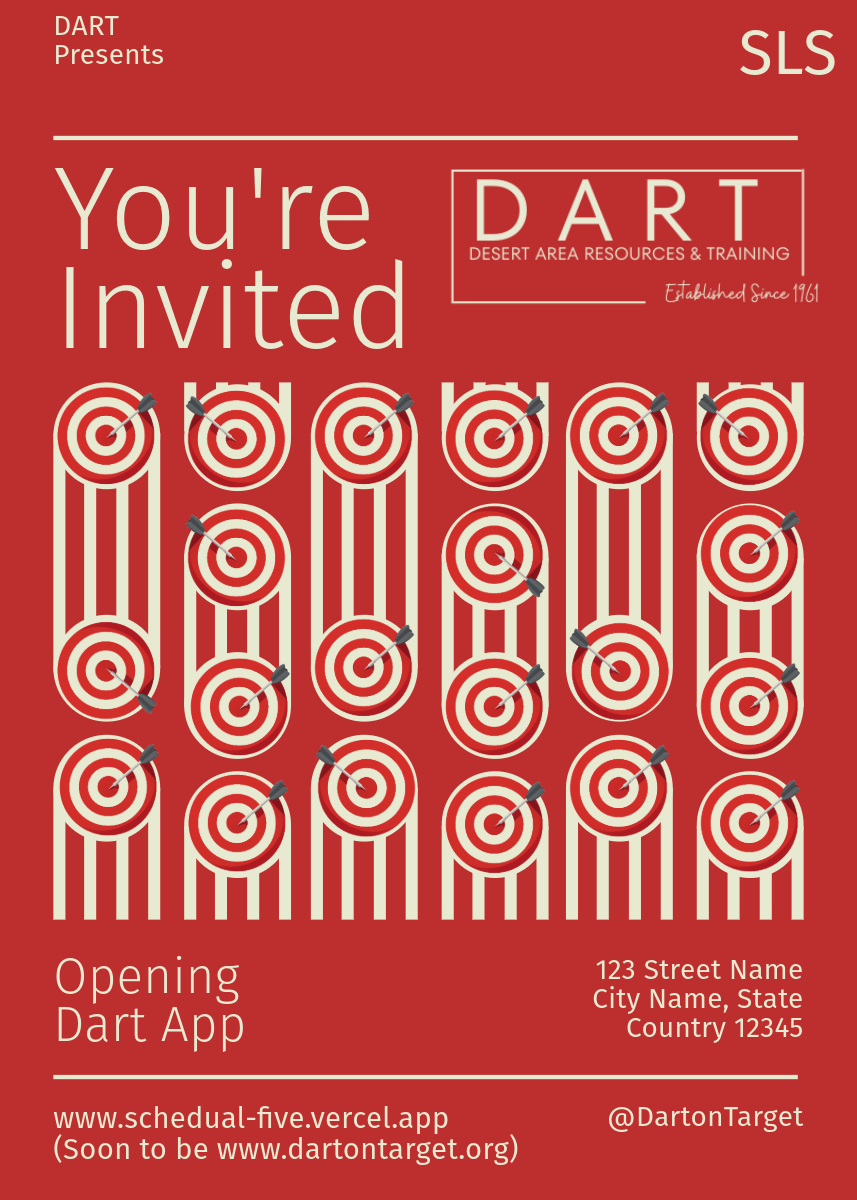 DART
Presents
SLS
You're
Invited
DART
DESERT AREA RESOURCES & TRAINING
Established Since 1961
Opening
Dart App
123 Street Name
City Name, State
Country 12345
www.schedual-five.vercel.app
(Soon to be www.dartontarget.org)
@DartonTarget